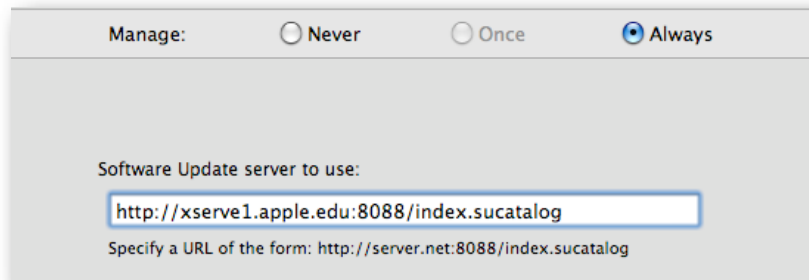 Manage: Never Once Always
Software Update server to use:
http://xserve1.apple.edu:8088/index.sucatalog
Specify a URL of the form: http://server.net:8088/index.sucatalog